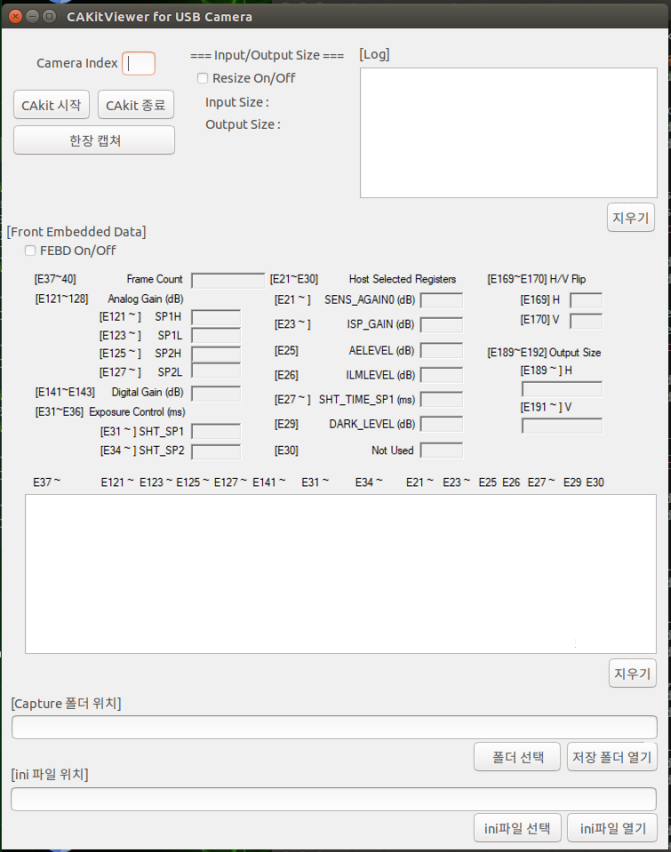 CAKitViewer for USB Camera
Camera Index
=== Input/Output Size ===
[Log]
Resize On/Off
CAkit 시작
CAkit 종료
Input Size :
Output Size :
한장 캡쳐
지우기
[Front Embedded Data]
FEBD On/Off
[E37~40] Frame Count
[E21~E30] Host Selected Registers
[E169~E170] H/V Flip
[E121~128] Analog Gain (dB)
[E21 ~ ] SENS_AGAIN0 (dB)
[E169] H
[E121 ~ ] SP1H
[E23 ~ ] ISP_GAIN (dB)
[E170] V
[E123 ~ ] SP1L
[E125 ~ ] SP2H
[E25] AELEVEL (dB)
[E189~E192] Output Size
[E127 ~ ] SP2L
[E26] ILMLEVEL (dB)
[E189 ~ ] H
[E141~E143] Digital Gain (dB)
[E27 ~ ] SHT_TIME_SP1 (ms)
[E191 ~ ] V
[E31~E36] Exposure Control (ms)
[E31 ~ ] SHT_SP1
[E29] DARK_LEVEL (dB)
[E34 ~ ] SHT_SP2
[E30] Not Used
E37 ~ E121 ~ E123 ~ E125 ~ E127 ~ E141 ~ E31 ~ E34 ~ E21 ~ E23 ~ E25 E26 E27 ~ E29 E30
지우기
[Capture 폴더 위치]
폴더 선택
저장 폴더 열기
[ini 파일 위치]
ini파일 선택
ini파일 열기